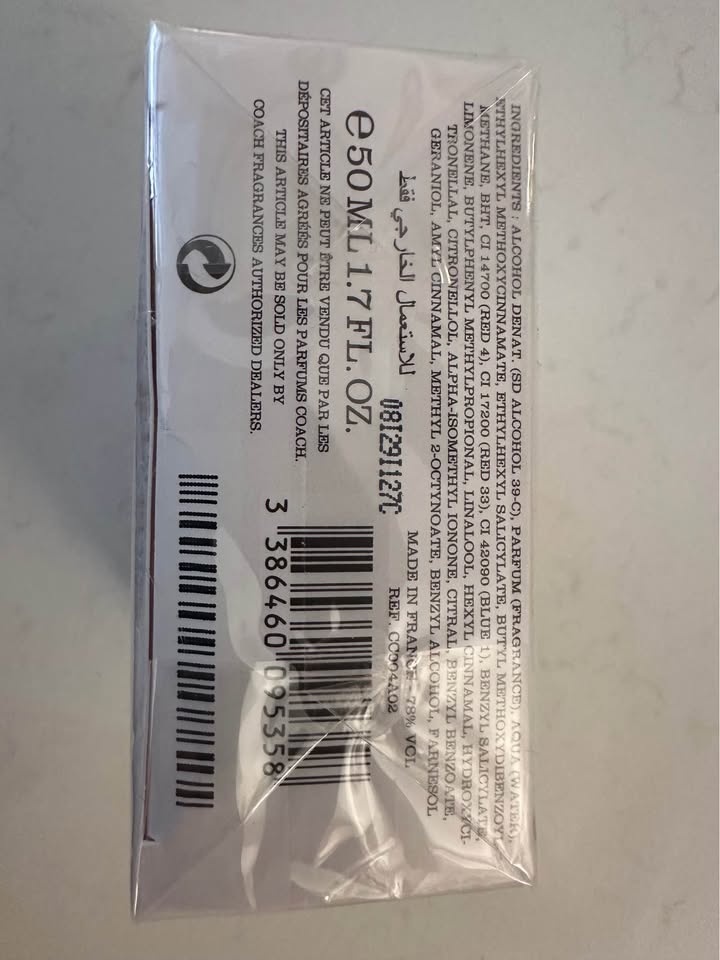 INGREDIENTS : ALCOHOL DENAT. (SD ALCOHOL 39-C), PARFUM (FRAGRANCE), AQUA (WATER),
ETHYLHEXYL METHOXYCINNAMATE, ETHYLHEXYL SALICYLATE, BUTYL METHOXYDIBENZOYL-
METHANE, BHT, CI 14700 (RED 4), CI 17200 (RED 33), CI 42090 (BLUE 1), BENZYL SALICYLATE,
LIMONENE, BUTYLPHENYL METHYLPROPIONAL, LINALOOL, HEXYL CINNAMAL, HYDROXYCI-
TRONELLAL, CITRONELLOL, ALPHA-ISOMETHYL IONONE, CITRAL, BENZYL BENZOATE,
GERANIOL, AMYL CINNAMAL, METHYL 2-OCTYNOATE, BENZYL ALCOHOL, FARNESOL
للاستعمال الخارجي فقط
℮50 ML 1.7 FL. OZ.
CET ARTICLE NE PEUT ÊTRE VENDU QUE PAR LES
DÉPOSITAIRES AGRÉÉS POUR LES PARFUMS COACH.
THIS ARTICLE MAY BE SOLD ONLY BY
COACH FRAGRANCES AUTHORIZED DEALERS.
08I29I127C
MADE IN FRANCE 78% VOL
REF. CC004A02
3 386460 095358